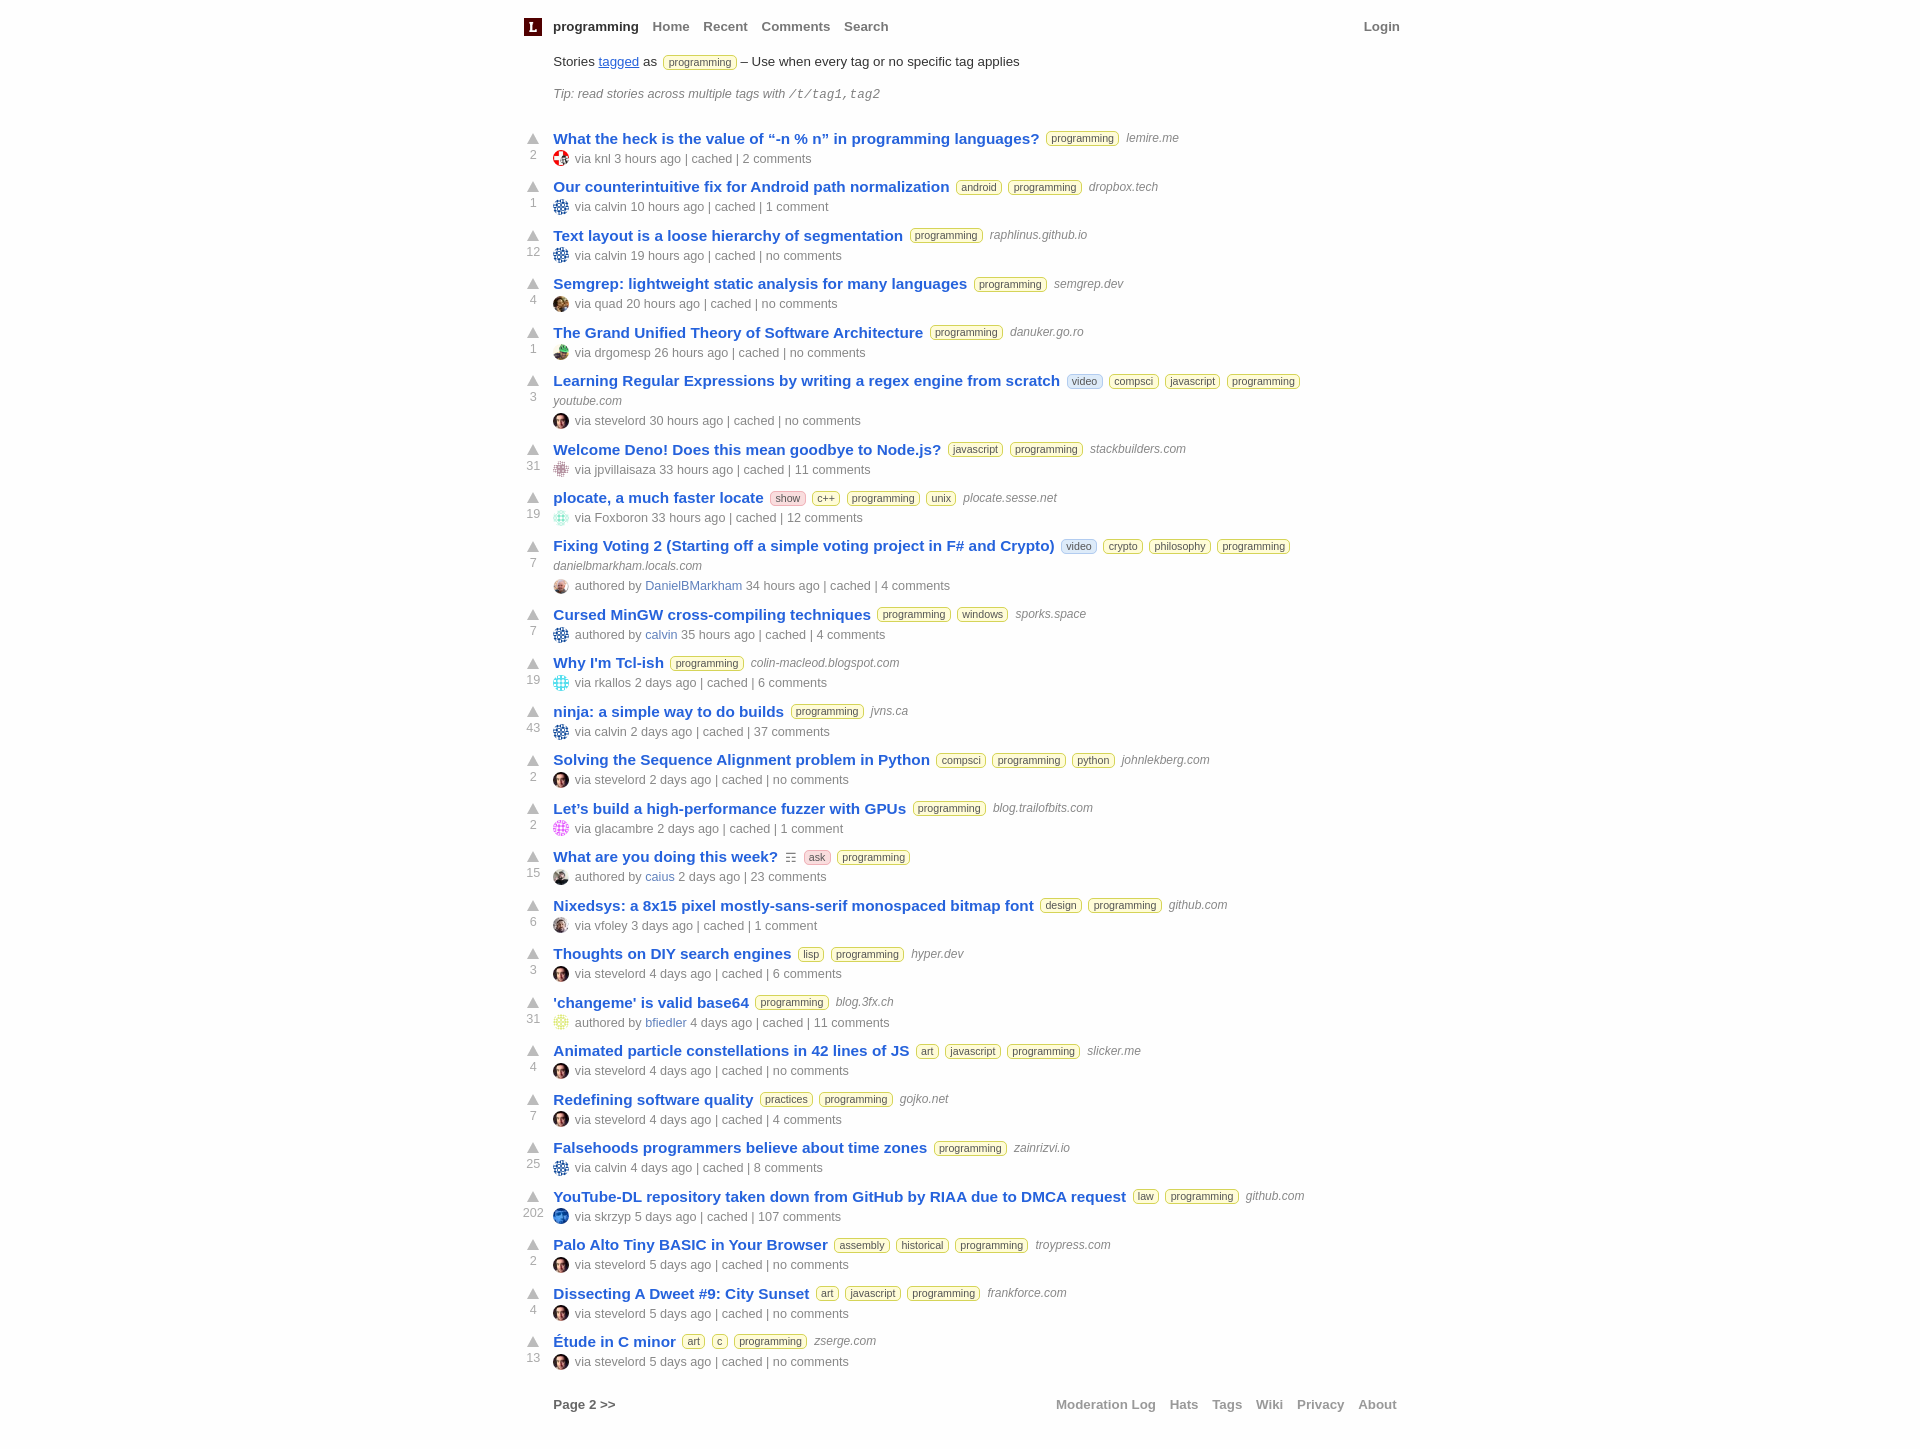 L programming Home Recent Comments Search Login
Stories tagged as programming – Use when every tag or no specific tag applies
Tip: read stories across multiple tags with /t/tag1,tag2
What the heck is the value of “-n % n” in programming languages? programming lemire.me
2 via knl 3 hours ago | cached | 2 comments
Our counterintuitive fix for Android path normalization android programming dropbox.tech
1 via calvin 10 hours ago | cached | 1 comment
Text layout is a loose hierarchy of segmentation programming raphlinus.github.io
12 via calvin 19 hours ago | cached | no comments
Semgrep: lightweight static analysis for many languages programming semgrep.dev
4 via quad 20 hours ago | cached | no comments
The Grand Unified Theory of Software Architecture programming danuker.go.ro
1 via drgomesp 26 hours ago | cached | no comments
Learning Regular Expressions by writing a regex engine from scratch video compsci javascript programming
3 youtube.com
via stevelord 30 hours ago | cached | no comments
Welcome Deno! Does this mean goodbye to Node.js? javascript programming stackbuilders.com
31 via jpvillaisaza 33 hours ago | cached | 11 comments
plocate, a much faster locate show c++ programming unix plocate.sesse.net
19 via Foxboron 33 hours ago | cached | 12 comments
Fixing Voting 2 (Starting off a simple voting project in F# and Crypto) video crypto philosophy programming
7 danielbmarkham.locals.com
authored by DanielBMarkham 34 hours ago | cached | 4 comments
Cursed MinGW cross-compiling techniques programming windows sporks.space
7 authored by calvin 35 hours ago | cached | 4 comments
Why I'm Tcl-ish programming colin-macleod.blogspot.com
19 via rkallos 2 days ago | cached | 6 comments
ninja: a simple way to do builds programming jvns.ca
43 via calvin 2 days ago | cached | 37 comments
Solving the Sequence Alignment problem in Python compsci programming python johnlekberg.com
2 via stevelord 2 days ago | cached | no comments
Let’s build a high-performance fuzzer with GPUs programming blog.trailofbits.com
2 via glacambre 2 days ago | cached | 1 comment
What are you doing this week? ☶ ask programming
15 authored by caius 2 days ago | 23 comments
Nixedsys: a 8x15 pixel mostly-sans-serif monospaced bitmap font design programming github.com
6 via vfoley 3 days ago | cached | 1 comment
Thoughts on DIY search engines lisp programming hyper.dev
3 via stevelord 4 days ago | cached | 6 comments
'changeme' is valid base64 programming blog.3fx.ch
31 authored by bfiedler 4 days ago | cached | 11 comments
Animated particle constellations in 42 lines of JS art javascript programming slicker.me
4 via stevelord 4 days ago | cached | no comments
Redefining software quality practices programming gojko.net
7 via stevelord 4 days ago | cached | 4 comments
Falsehoods programmers believe about time zones programming zainrizvi.io
25 via calvin 4 days ago | cached | 8 comments
YouTube-DL repository taken down from GitHub by RIAA due to DMCA request law programming github.com
202 via skrzyp 5 days ago | cached | 107 comments
Palo Alto Tiny BASIC in Your Browser assembly historical programming troypress.com
2 via stevelord 5 days ago | cached | no comments
Dissecting A Dweet #9: City Sunset art javascript programming frankforce.com
4 via stevelord 5 days ago | cached | no comments
Étude in C minor art c programming zserge.com
13 via stevelord 5 days ago | cached | no comments
Page 2 >> Moderation Log Hats Tags Wiki Privacy About